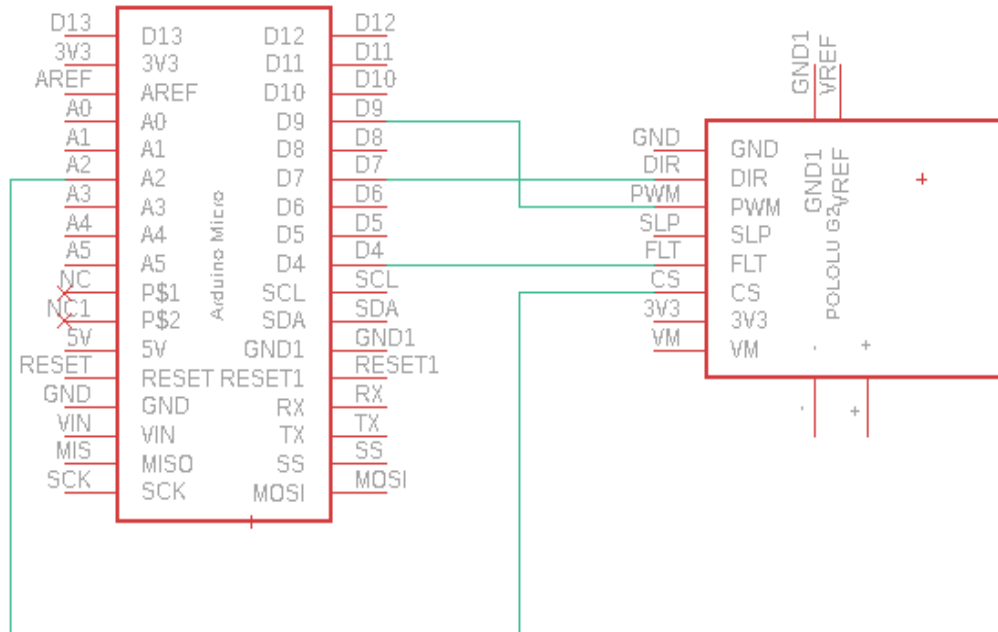 D13
3V3
AREF
A0
A1
A2
A3
A4
A5
NC
NC1
5V
RESET
GND
VIN
MIS
SCK
D13
3V3
AREF
A0
A1
A2
A3
A4
A5
P$1
P$2
5V
RESET
GND
VIN
MISO
SCK
Arduino Micro
D12
D11
D10
D9
D8
D7
D6
D5
D4
SCL
SDA
GND1
RESET1
RX
TX
SS
MOSI
D12
D11
D10
D9
D8
D7
D6
D5
D4
SCL
SDA
GND1
RESET1
RX
TX
SS
MOSI
GND1
VREF
GND
DIR
PWM
SLP
FLT
CS
3V3
VM
GND
DIR
PWM
SLP
FLT
CS
3V3
VM
GND1
VREF
POLOLU G2
- +
- +